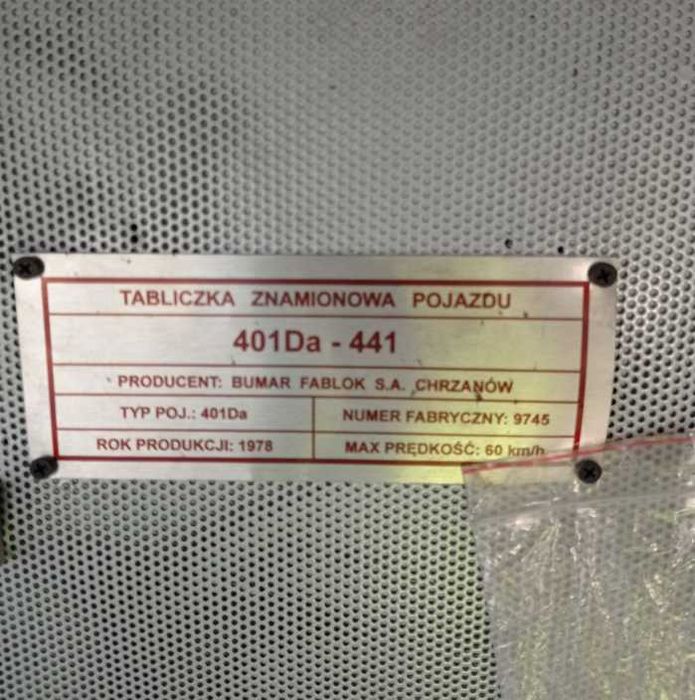 TABLICZKA ZNAMIONOWA POJAZDU
401Da - 441
PRODUCENT: BUMAR FABLOK S.A. CHRZANÓW
TYP POJ.: 401Da
NUMER FABRYCZNY: 9745
ROK PRODUKCJI: 1978
MAX PRĘDKOŚĆ: 60 km/h